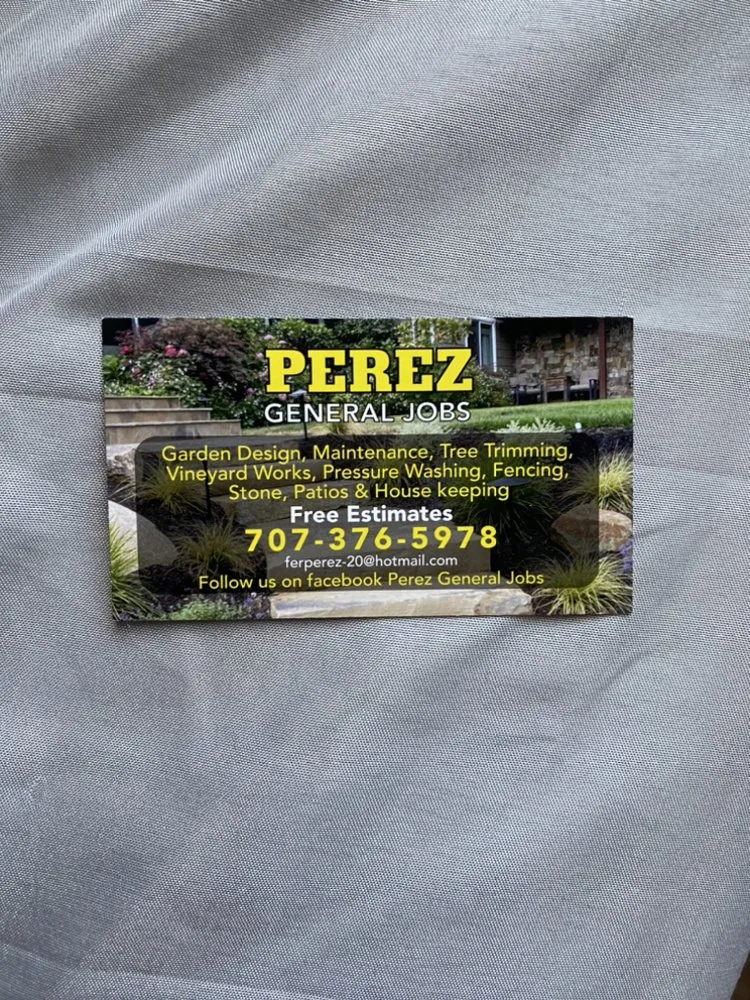 PEREZ
GENERAL JOBS
Garden Design, Maintenance, Tree Trimming,
Vineyard Works, Pressure Washing, Fencing,
Stone, Patios & House keeping
Free Estimates
707-376-5978
ferperez-20@hotmail.com
Follow us on facebook Perez General Jobs